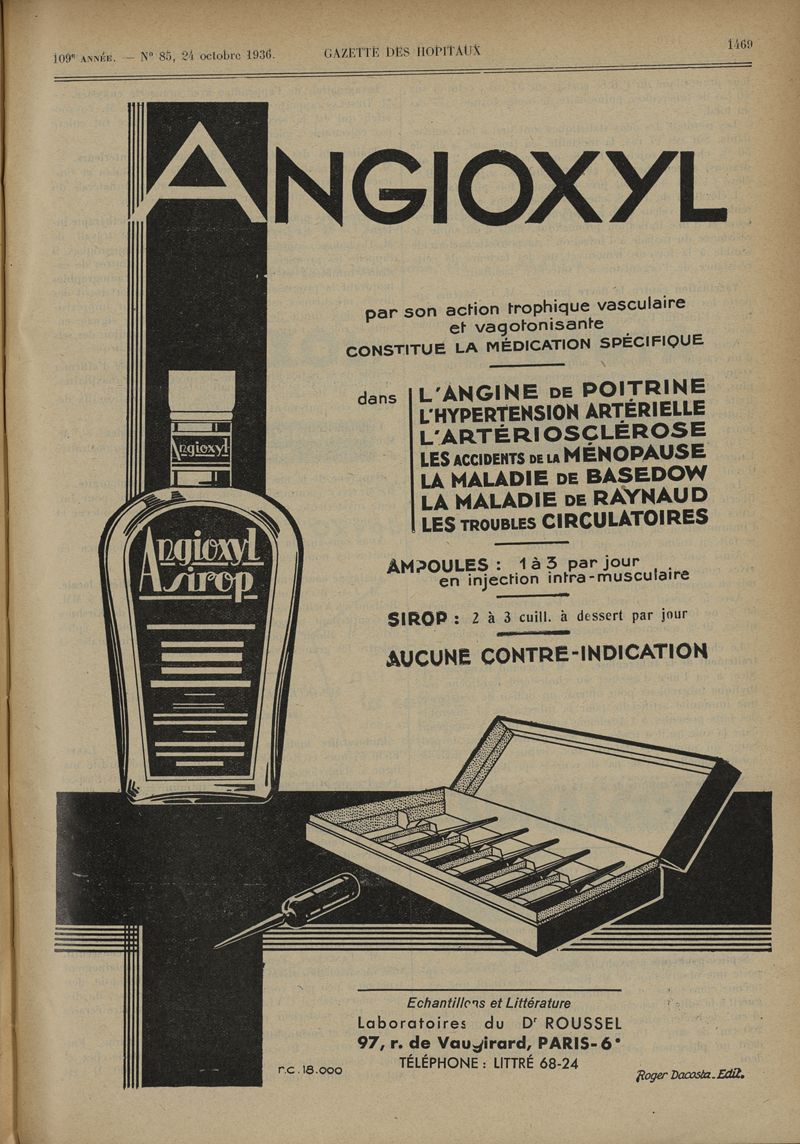 109e ANNÉE. — N° 85, 24 octobre 1936.
GAZETTE DES HOPITAUX
1469
ANGIOXYL
par son action trophique vasculaire
et vagotonisante
CONSTITUE LA MÉDICATION SPÉCIFIQUE
dans
L'ANGINE DE POITRINE
L'HYPERTENSION ARTÉRIELLE
L'ARTÉRIOSCLÉROSE
LES ACCIDENTS DE LA MÉNOPAUSE
LA MALADIE DE BASEDOW
LA MALADIE DE RAYNAUD
LES TROUBLES CIRCULATOIRES
Angioxyl
Angioxyl
sirop
AMPOULES : 1 à 3 par jour
en injection intra-musculaire
SIROP : 2 à 3 cuill. à dessert par jour
AUCUNE CONTRE-INDICATION
Echantillons et Littérature
Laboratoires du Dr ROUSSEL
97, r. de Vaugirard, PARIS-6e
TÉLÉPHONE : LITTRÉ 68-24
r.c. 18.000
Roger Dacosta. Edit.